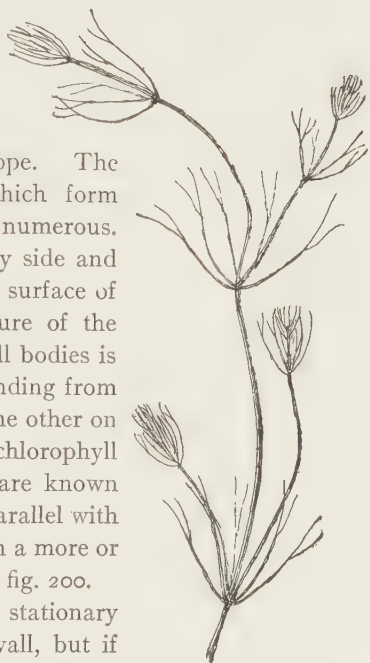 ope. The
hich form
numerous.
y side and
surface of
ure of the
ll bodies is
nding from
ne other on
chlorophyll
are known
arallel with
n a more or
fig. 200.
stationary
vall, but if